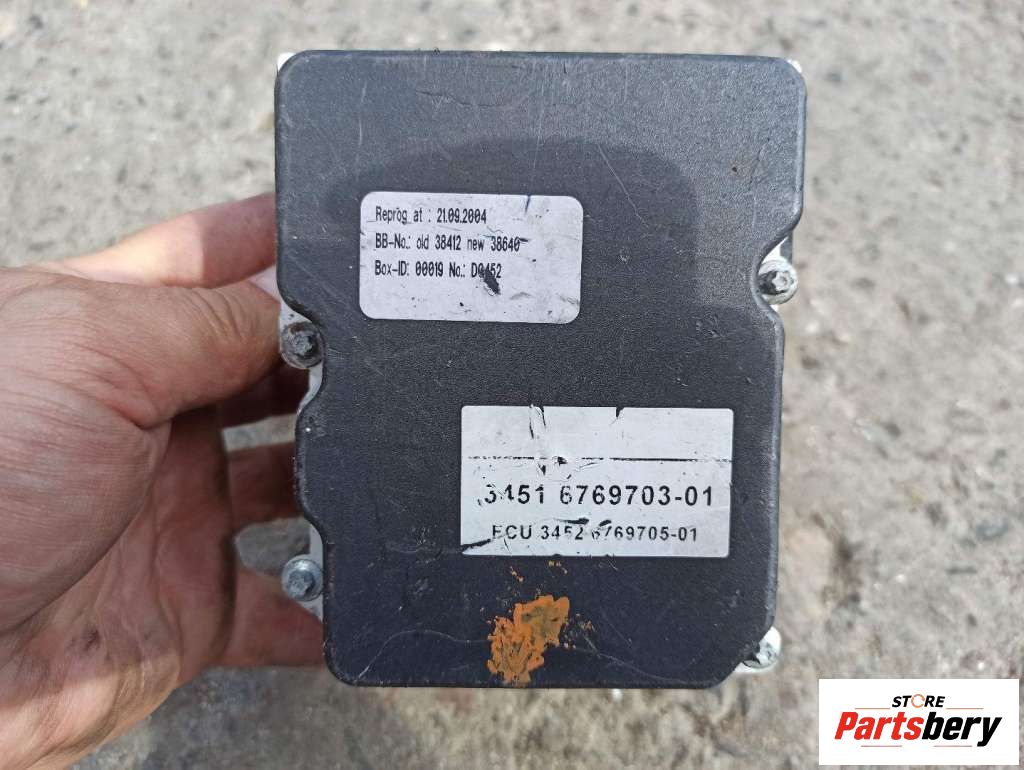 Reprog at : 21.09.2004
BB-No.: old 38412 new 38640
Box-ID: 00019 No.: D0452
3451 6769703-01
ECU 3452 6769705-01
STORE
Partsbery